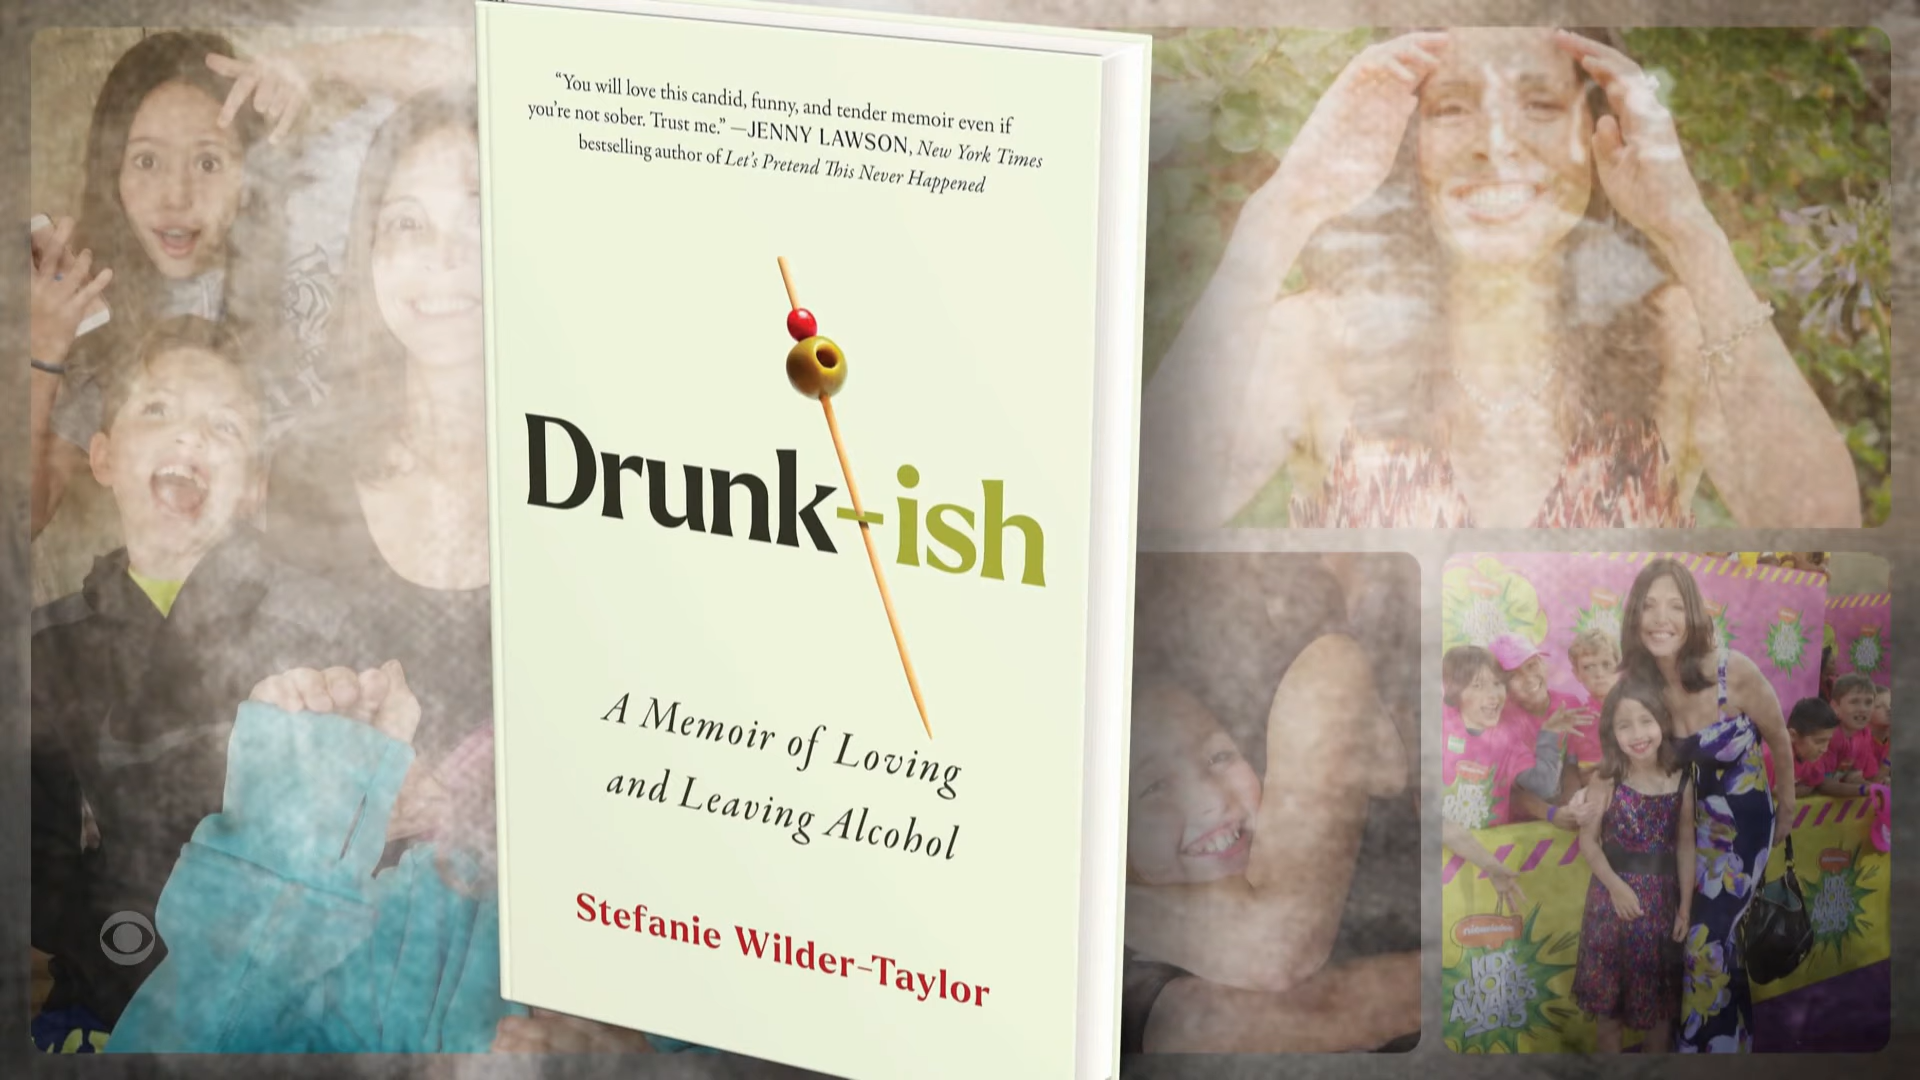 “You will love this candid, funny, and tender memoir even if
you’re not sober. Trust me.” —JENNY LAWSON, New York Times
bestselling author of Let’s Pretend This Never Happened
Drunk-ish
A Memoir of Loving
and Leaving Alcohol
Stefanie Wilder-Taylor
nickelodeon
KIDS
CHOICE
AWARDS
2013